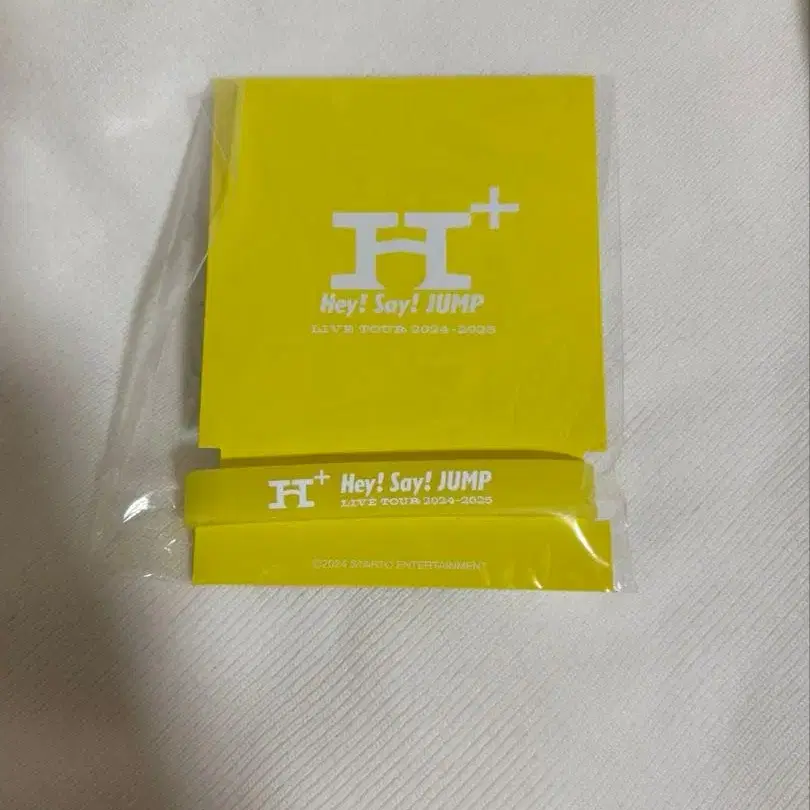 H+
Hey! Say! JUMP
LIVE TOUR 2024-2025
H+ Hey! Say! JUMP
LIVE TOUR 2024-2025
©2024 STARTO ENTERTAINMENT